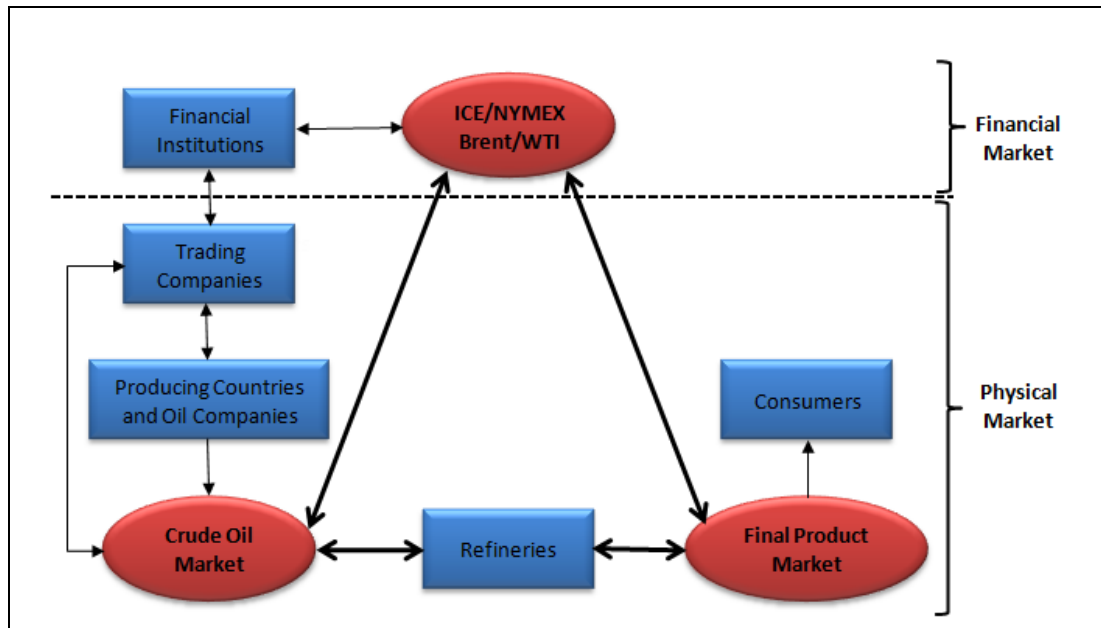 Financial
Institutions
ICE/NYMEX
Brent/WTI
Financial
Market
Trading
Companies
Producing Countries
and Oil Companies
Consumers
Physical
Market
Crude Oil
Market
Refineries
Final Product
Market